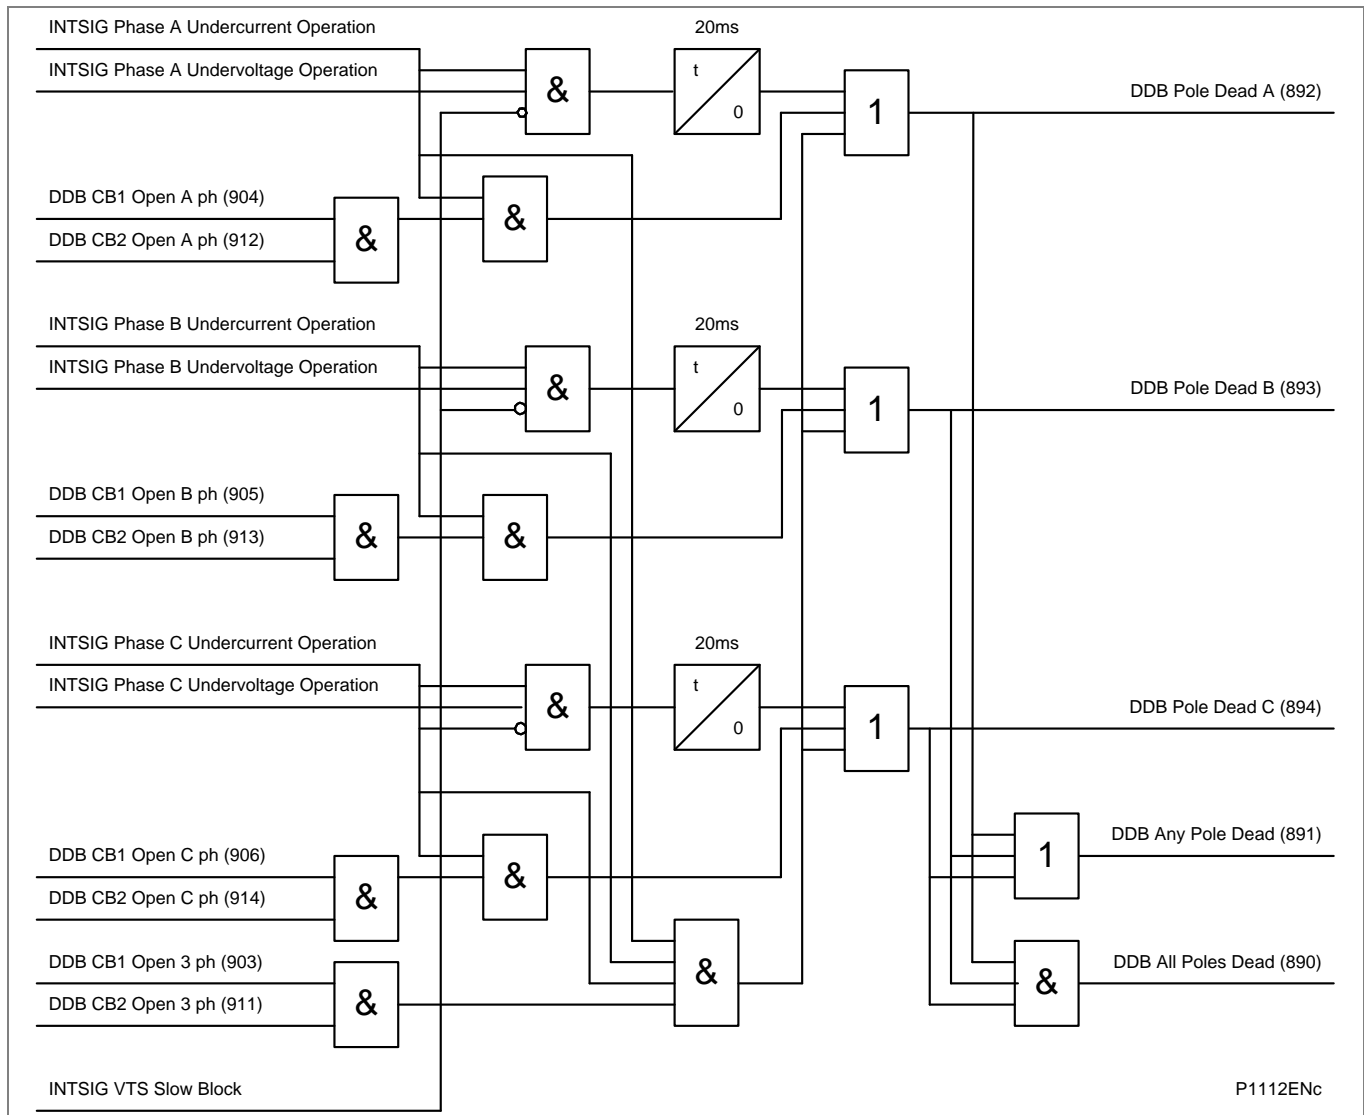 INTSIG Phase A Undercurrent Operation
20ms
INTSIG Phase A Undervoltage Operation
&
t
0
1
DDB Pole Dead A (892)
DDB CB1 Open A ph (904)
DDB CB2 Open A ph (912)
&
&
INTSIG Phase B Undercurrent Operation
20ms
INTSIG Phase B Undervoltage Operation
&
t
0
1
DDB Pole Dead B (893)
DDB CB1 Open B ph (905)
DDB CB2 Open B ph (913)
&
&
INTSIG Phase C Undercurrent Operation
20ms
INTSIG Phase C Undervoltage Operation
&
t
0
1
DDB Pole Dead C (894)
1
DDB Any Pole Dead (891)
DDB CB1 Open C ph (906)
DDB CB2 Open C ph (914)
&
&
DDB CB1 Open 3 ph (903)
DDB CB2 Open 3 ph (911)
&
&
&
DDB All Poles Dead (890)
INTSIG VTS Slow Block
P1112ENc